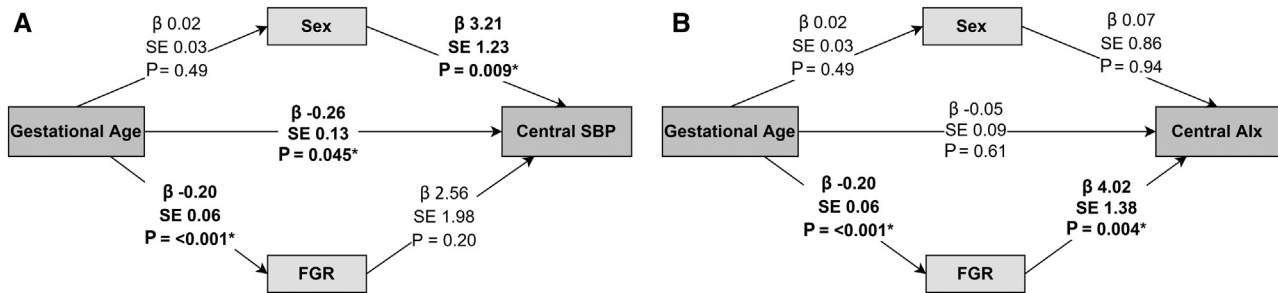 A
Sex
β 0.02
SE 0.03
P = 0.49
β 3.21
SE 1.23
P = 0.009*
Gestational Age
β -0.26
SE 0.13
P = 0.045*
Central SBP
β -0.20
SE 0.06
P = <0.001*
β 2.56
SE 1.98
P = 0.20
FGR
B
Sex
β 0.02
SE 0.03
P = 0.49
β 0.07
SE 0.86
P = 0.94
Gestational Age
β -0.05
SE 0.09
P = 0.61
Central AIx
β -0.20
SE 0.06
P = <0.001*
β 4.02
SE 1.38
P = 0.004*
FGR